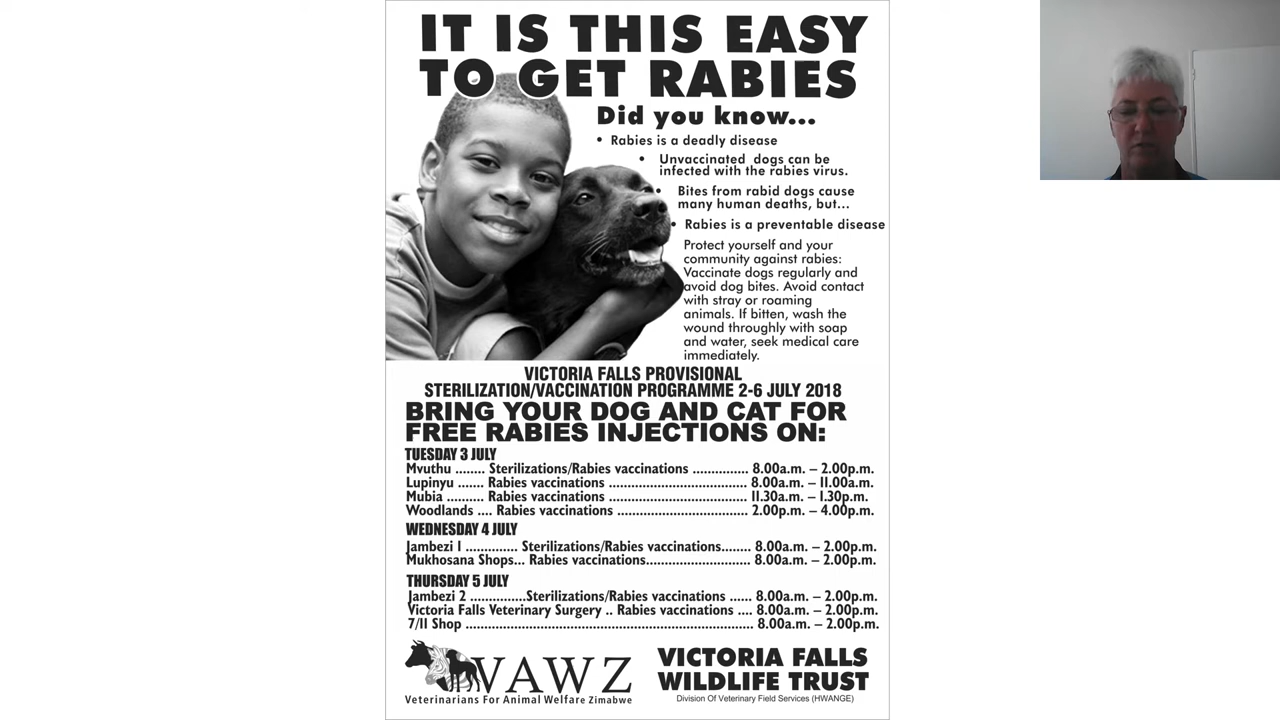 IT IS THIS EASY
TO GET RABIES
Did you know...
• Rabies is a deadly disease
• Unvaccinated dogs can be
infected with the rabies virus.
• Bites from rabid dogs cause
many human deaths, but...
• Rabies is a preventable disease
Protect yourself and your
community against rabies:
Vaccinate dogs regularly and
avoid dog bites. Avoid contact
with stray or roaming
animals. If bitten, wash the
wound throughly with soap
and water, seek medical care
immediately.
VICTORIA FALLS PROVISIONAL
STERILIZATION/VACCINATION PROGRAMME 2-6 JULY 2018
BRING YOUR DOG AND CAT FOR
FREE RABIES INJECTIONS ON:
TUESDAY 3 JULY
Mvuthu ........ Sterilizations/Rabies vaccinations ............... 8.00a.m. – 2.00p.m.
Lupinyu ....... Rabies vaccinations ..................................... 8.00a.m. – 11.00a.m.
Mubia .......... Rabies vaccinations ..................................... 11.30a.m. – 1.30p.m.
Woodlands .... Rabies vaccinations ................................... 2.00p.m. – 4.00p.m.
WEDNESDAY 4 JULY
Jambezi 1 .............. Sterilizations/Rabies vaccinations........ 8.00a.m. – 2.00p.m.
Mukhosana Shops... Rabies vaccinations............................ 8.00a.m. – 2.00p.m.
THURSDAY 5 JULY
Jambezi 2 ...............Sterilizations/Rabies vaccinations ...... 8.00a.m. – 2.00p.m.
Victoria Falls Veterinary Surgery .. Rabies vaccinations .... 8.00a.m. – 2.00p.m.
7/11 Shop ............................................................................. 8.00a.m. – 2.00p.m.
VAWZ
Veterinarians For Animal Welfare Zimbabwe
VICTORIA FALLS
WILDLIFE TRUST
Division Of Veterinary Field Services (HWANGE)